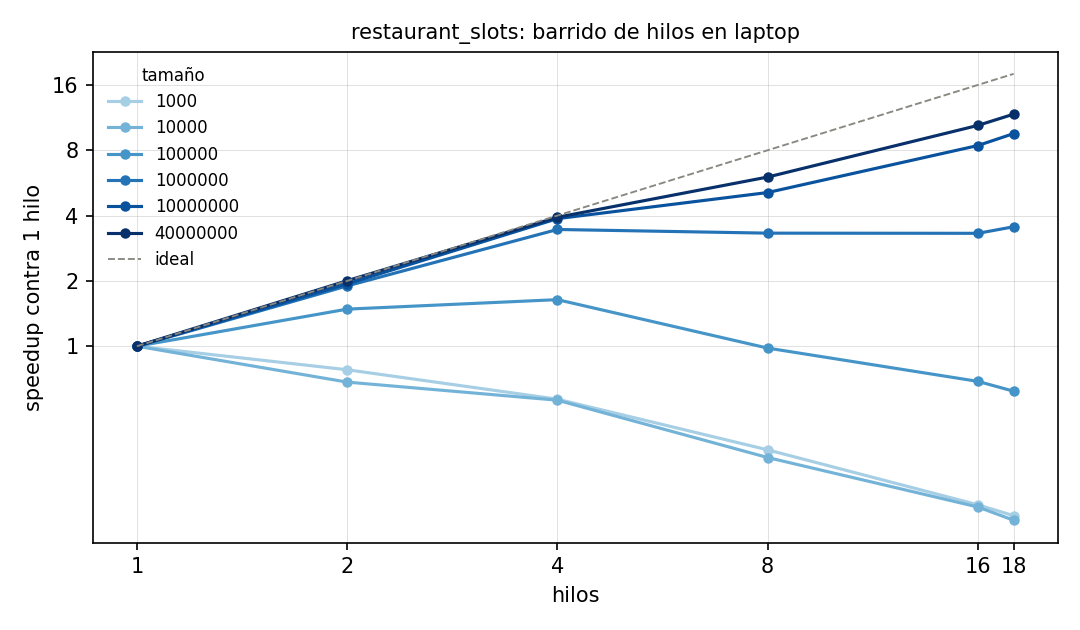 restaurant_slots: barrido de hilos en laptop
speedup contra 1 hilo
16
8
4
2
1
tamaño
1000
10000
100000
1000000
10000000
40000000
ideal
1 2 4 8 16 18
hilos